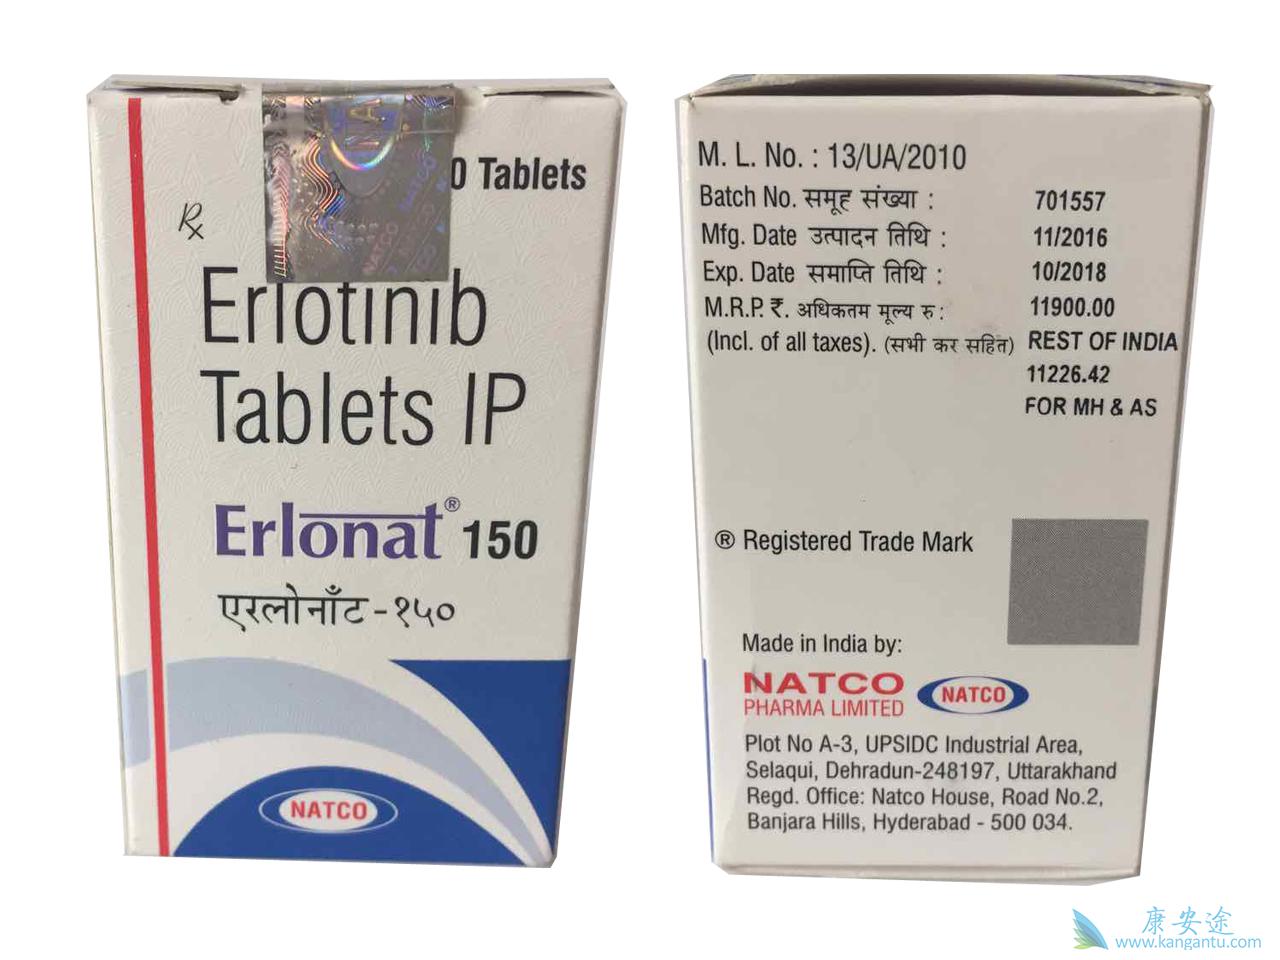 0 Tablets
Rx
Erlotinib
Tablets IP
Erlonat® 150
एरलोनाँट-१५०
NATCO
NATCO
NATCO
M. L. No. : 13/UA/2010
Batch No. समूह संख्या : 701557
Mfg. Date उत्पादन तिथि : 11/2016
Exp. Date समाप्ति तिथि : 10/2018
M.R.P. ₹. अधिकतम मूल्य रु : 11900.00
(Incl. of all taxes). (सभी कर सहित) REST OF INDIA
11226.42
FOR MH & AS
® Registered Trade Mark
Made in India by:
NATCO
PHARMA LIMITED
NATCO
Plot No A-3, UPSIDC Industrial Area,
Selaqui, Dehradun-248197, Uttarakhand
Regd. Office: Natco House, Road No.2,
Banjara Hills, Hyderabad - 500 034.
康安途
www.kangantu.com